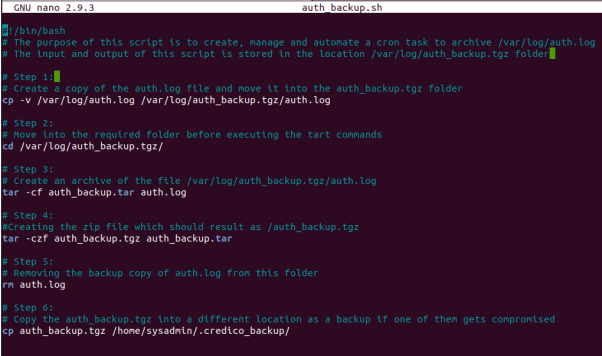 GNU nano 2.9.3 auth_backup.sh
#!/bin/bash
# The purpose of this script is to create, manage and automate a cron task to archive /var/log/auth.log
# The input and output of this script is stored in the location /var/log/auth_backup.tgz folder
# Step 1:
# Create a copy of the auth.log file and move it into the auth_backup.tgz folder
cp -v /var/log/auth.log /var/log/auth_backup.tgz/auth.log
# Step 2:
# Move into the required folder before executing the tart commands
cd /var/log/auth_backup.tgz/
# Step 3:
# Create an archive of the file /var/log/auth_backup.tgz/auth.log
tar -cf auth_backup.tar auth.log
# Step 4:
#Creating the zip file which should result as /auth_backup.tgz
tar -czf auth_backup.tgz auth_backup.tar
# Step 5:
# Removing the backup copy of auth.log from this folder
rm auth.log
# Step 6:
# Copy the auth_backup.tgz into a different location as a backup if one of them gets compromised
cp auth_backup.tgz /home/sysadmin/.credico_backup/